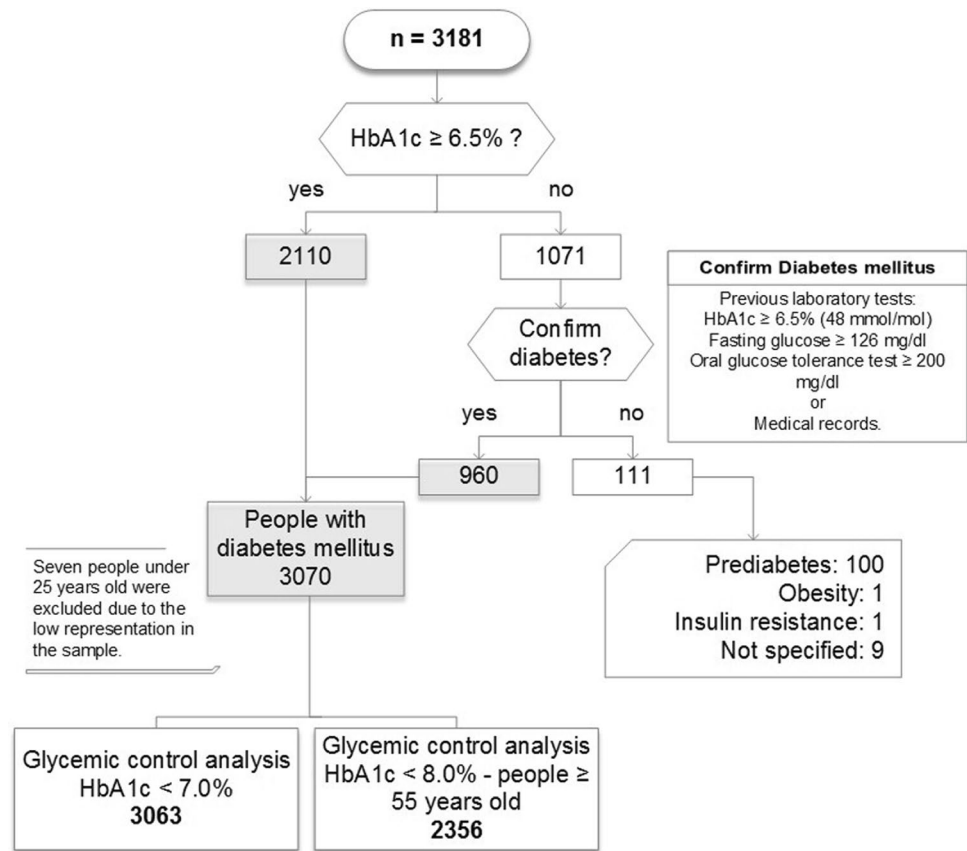 n = 3181
HbA1c ≥ 6.5% ?
yes
no
2110
1071
Confirm Diabetes mellitus
Previous laboratory tests:
HbA1c ≥ 6.5% (48 mmol/mol)
Fasting glucose ≥ 126 mg/dl
Oral glucose tolerance test ≥ 200
mg/dl
or
Medical records.
Confirm
diabetes?
yes
no
960
111
People with
diabetes mellitus
3070
Seven people under
25 years old were
excluded due to the
low representation in
the sample.
Prediabetes: 100
Obesity: 1
Insulin resistance: 1
Not specified: 9
Glycemic control analysis
HbA1c < 7.0%
3063
Glycemic control analysis
HbA1c < 8.0% - people ≥
55 years old
2356